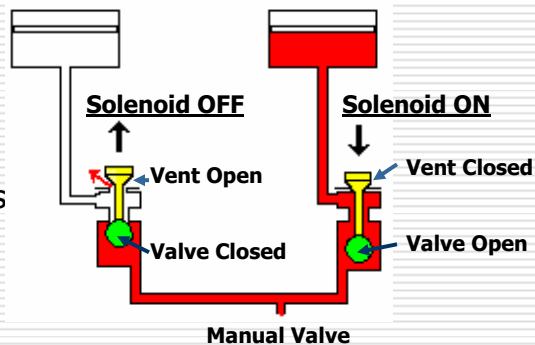 Solenoid OFF
Solenoid ON
Vent Open
Vent Closed
s
Valve Closed
Valve Open
Manual Valve